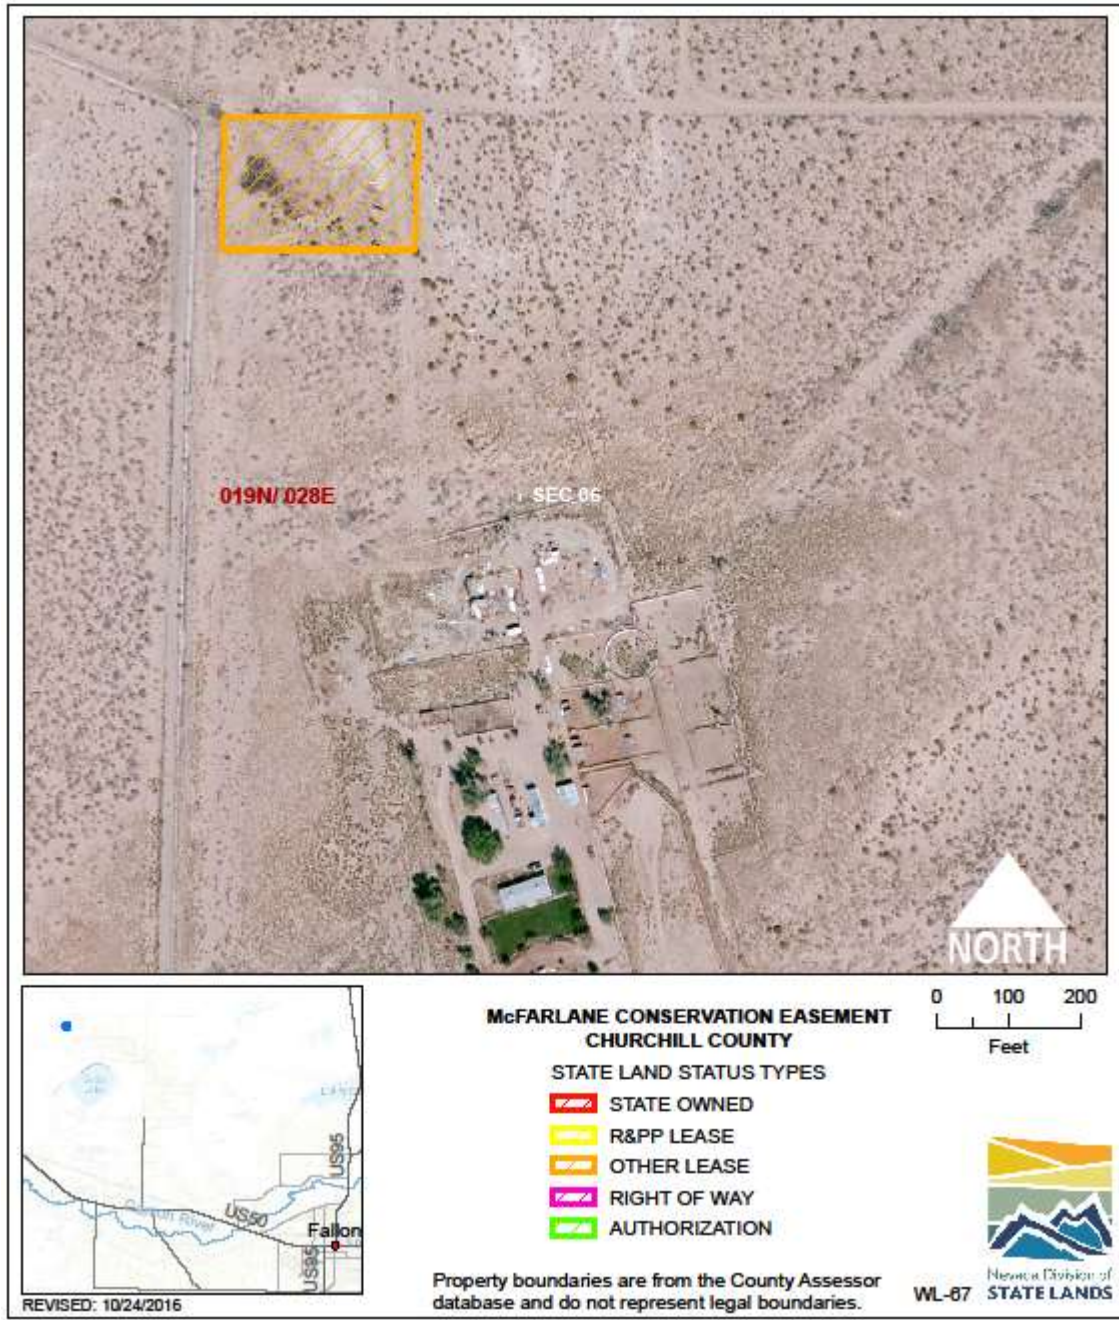 019N/ 028E
SEC 06
NORTH
0 100 200
Feet
McFARLANE CONSERVATION EASEMENT
CHURCHILL COUNTY
STATE LAND STATUS TYPES
STATE OWNED
R&PP LEASE
OTHER LEASE
RIGHT OF WAY
AUTHORIZATION
US95
River
US50
Fallon
US95
REVISED: 10/24/2016
Property boundaries are from the County Assessor
database and do not represent legal boundaries.
WL-67
Nevada Division of
STATE LANDS